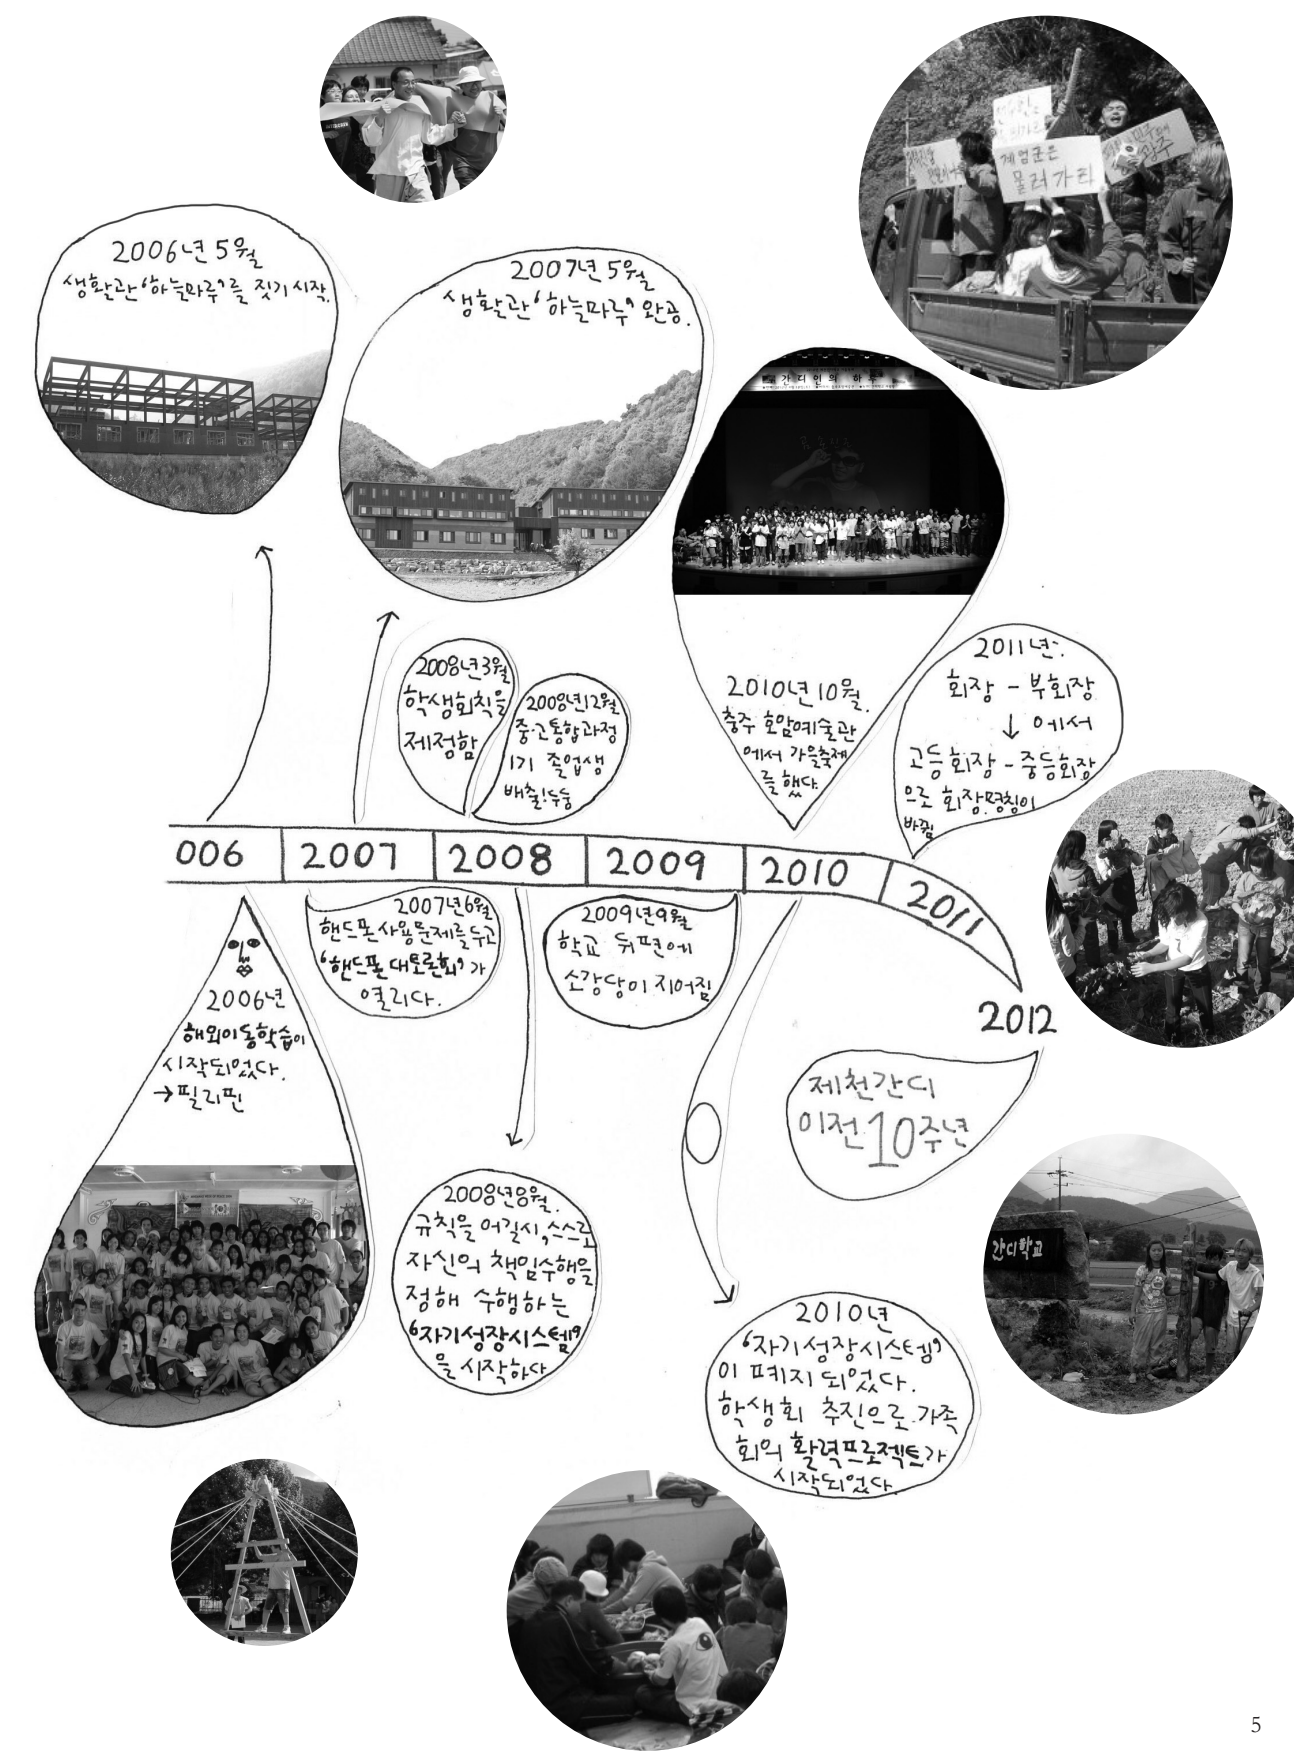 계엄군은
물러가라
광주
2006년 5월
생활관 '하늘마루'를 짓기 시작.
2007년 5월
생활관 '하늘마루' 완공.
간디인의 하루
2008년 3월
학생회칙을
제정함
2008년 12월
중·고통합과정
1기 졸업생
배출!두둥
2010년 10월.
충주 호암예술관
에서 가을축제
를 했다.
2011년.
회장 - 부회장
↓ 에서
고등회장 - 중등회장
으로 회장명칭이
바뀜
006 2007 2008 2009 2010 2011
2012
2006년
해외이동학습이
시작되었다.
→ 필리핀
2007년 6월
핸드폰 사용문제를 두고
'핸드폰 대토론회'가
열리다.
2009년 9월
학교 뒤편에
소강당이 지어짐
제천간디
이전 10주년
2008년 8월.
규칙을 어길시, 스스로
자신의 책임수행을
정해 수행하는
'자기성장시스템'
을 시작하다
2010년
'자기성장시스템'
이 폐지되었다.
학생회 추진으로 가족
회의 활력프로젝트가
시작되었다.
간디학교
5